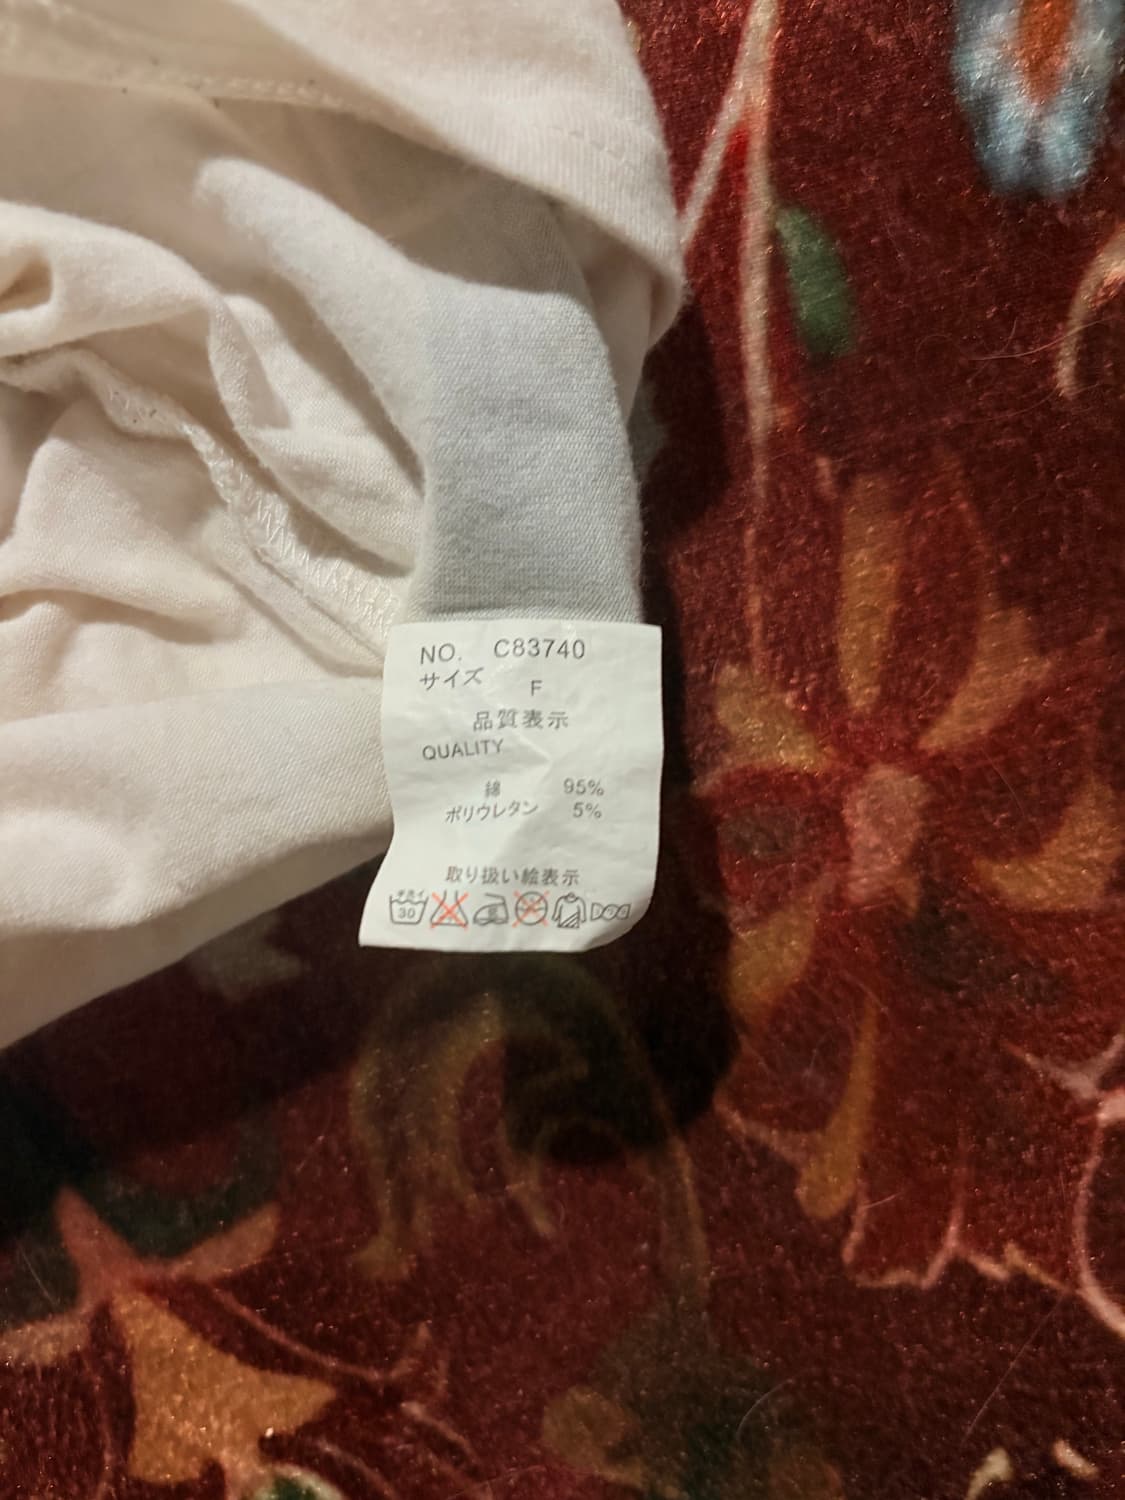 NO. C83740
サイズ F
品質表示
QUALITY
綿 95%
ポリウレタン 5%
取り扱い絵表示
30